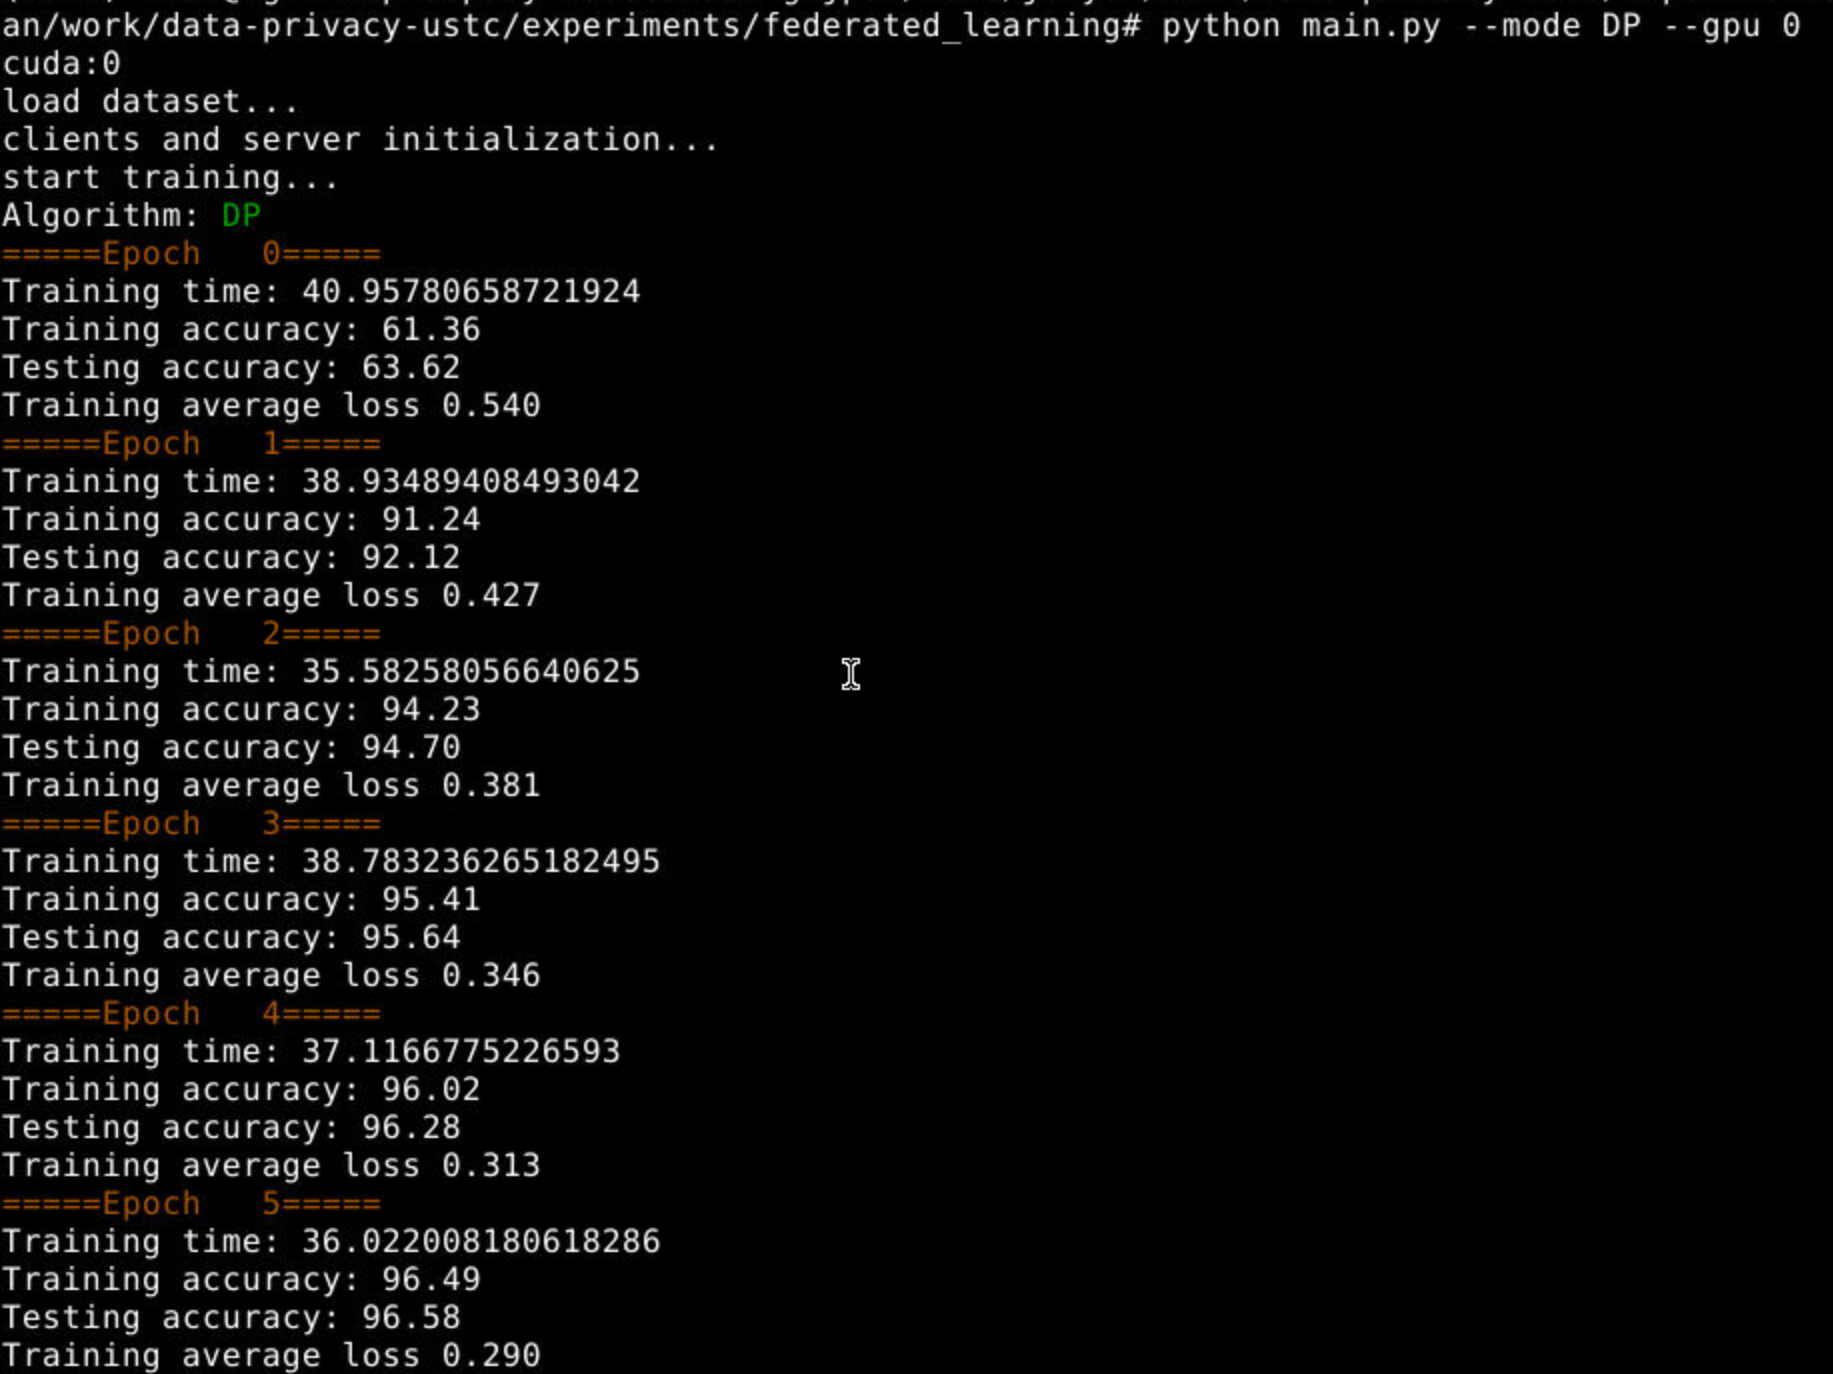 an/work/data-privacy-ustc/experiments/federated_learning# python main.py --mode DP --gpu 0
cuda:0
load dataset...
clients and server initialization...
start training...
Algorithm: DP
=====Epoch   0=====
Training time: 40.95780658721924
Training accuracy: 61.36
Testing accuracy: 63.62
Training average loss 0.540
=====Epoch   1=====
Training time: 38.93489408493042
Training accuracy: 91.24
Testing accuracy: 92.12
Training average loss 0.427
=====Epoch   2=====
Training time: 35.58258056640625
Training accuracy: 94.23
Testing accuracy: 94.70
Training average loss 0.381
=====Epoch   3=====
Training time: 38.783236265182495
Training accuracy: 95.41
Testing accuracy: 95.64
Training average loss 0.346
=====Epoch   4=====
Training time: 37.1166775226593
Training accuracy: 96.02
Testing accuracy: 96.28
Training average loss 0.313
=====Epoch   5=====
Training time: 36.022008180618286
Training accuracy: 96.49
Testing accuracy: 96.58
Training average loss 0.290